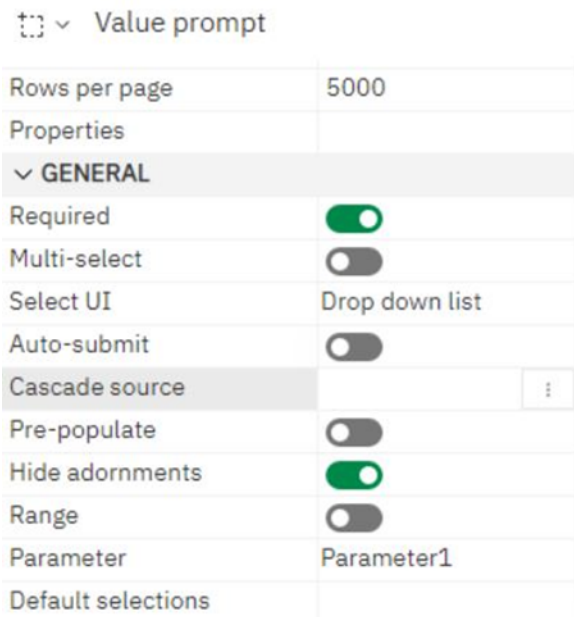 Value prompt
Rows per page 5000
Properties
GENERAL
Required
Multi-select
Select UI Drop down list
Auto-submit
Cascade source
Pre-populate
Hide adornments
Range
Parameter Parameter1
Default selections